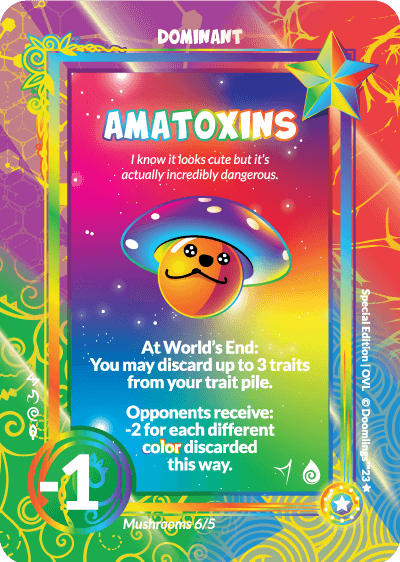 DOMINANT
AMATOXINS
I know it looks cute but it's
actually incredibly dangerous.
At World's End:
You may discard up to 3 traits
from your trait pile.
Opponents receive:
-2 for each different
color discarded
this way.
-1
Mushrooms 6/5
Special Edition | OVL © Doomlings™ '23